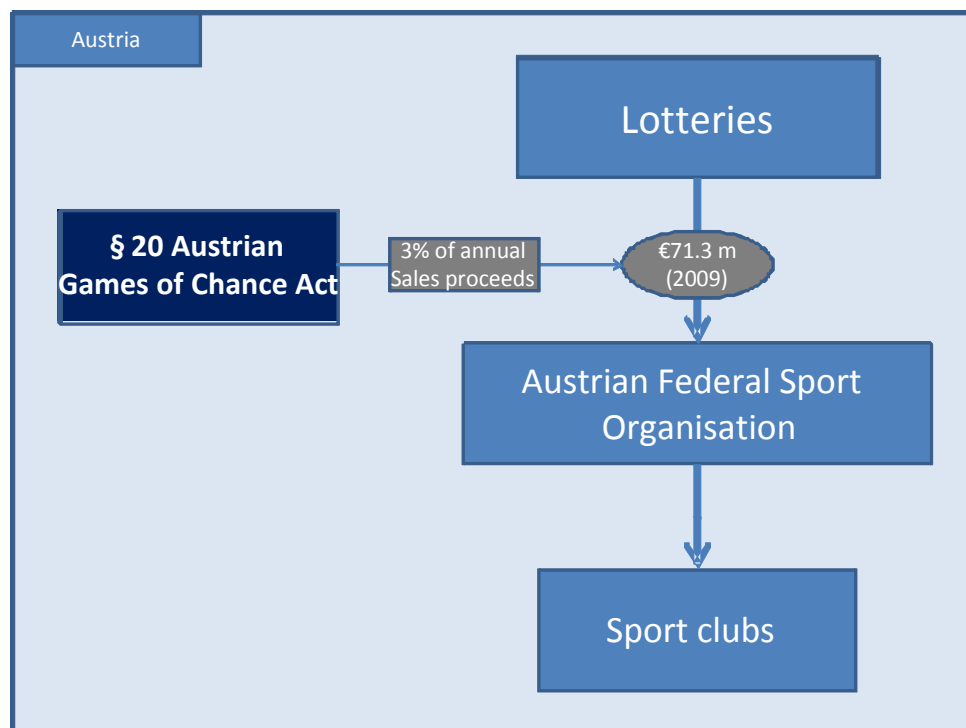 Austria
Lotteries
§ 20 Austrian
Games of Chance Act
3% of annual
Sales proceeds
€71.3 m
(2009)
Austrian Federal Sport
Organisation
Sport clubs